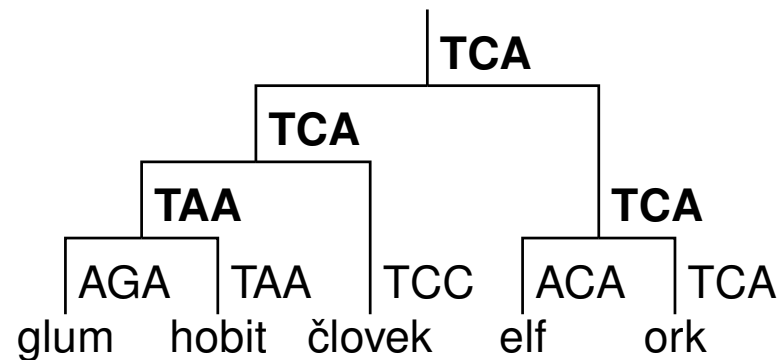 TCA
TCA
TAA TCA
AGA TAA TCC ACA TCA
glum hobit človek elf ork